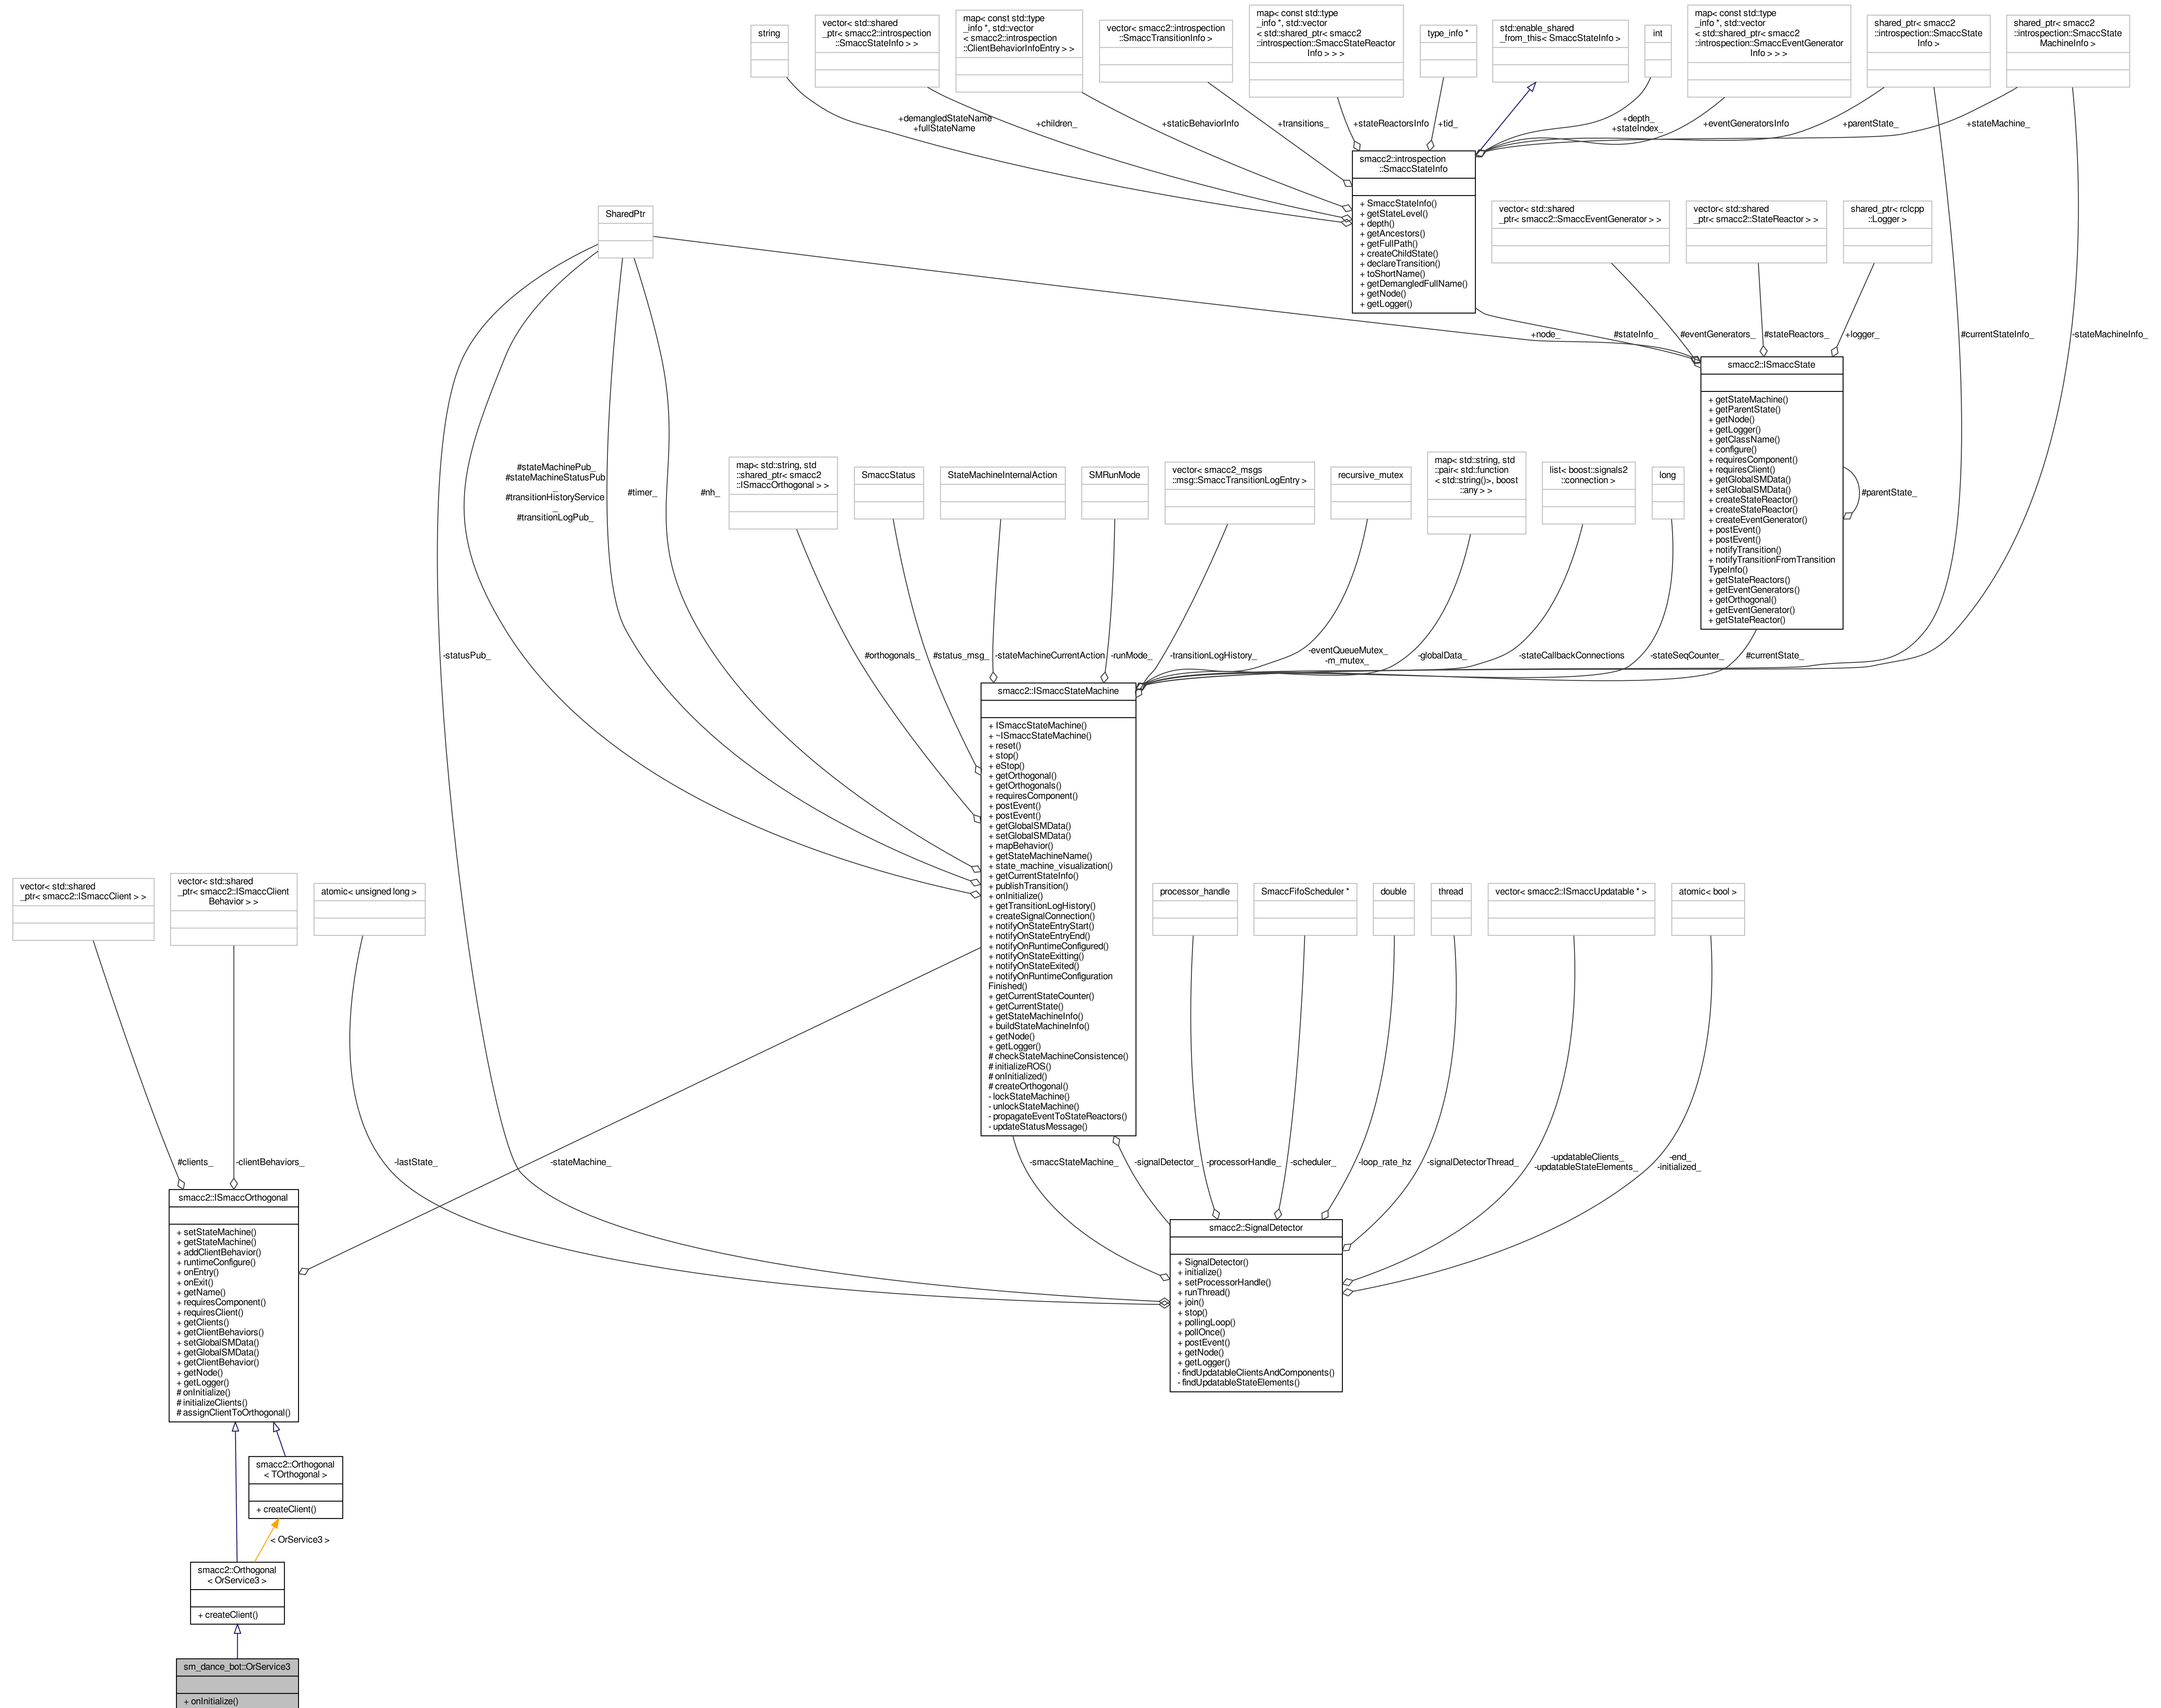 string
vector< std::shared
_ptr< smacc2::introspection
::SmaccStateInfo > >
map< const std::type
_info *, std::vector
< smacc2::introspection
::ClientBehaviorInfoEntry > >
vector< smacc2::introspection
::SmaccTransitionInfo >
map< const std::type
_info *, std::vector
< std::shared_ptr< smacc2
::introspection::SmaccStateReactor
Info > > >
type_info *
std::enable_shared
_from_this< SmaccStateInfo >
int
map< const std::type
_info *, std::vector
< std::shared_ptr< smacc2
::introspection::SmaccEventGenerator
Info > > >
shared_ptr< smacc2
::introspection::SmaccState
Info >
shared_ptr< smacc2
::introspection::SmaccState
MachineInfo >
+demangledStateName
+fullStateName
+children_
+staticBehaviorInfo
+transitions_
+stateReactorsInfo
+tid_
+depth_
+stateIndex_
+eventGeneratorsInfo
+parentState_
+stateMachine_
smacc2::introspection
::SmaccStateInfo
+ SmaccStateInfo()
+ getStateLevel()
+ depth()
+ getAncestors()
+ getFullPath()
+ createChildState()
+ declareTransition()
+ toShortName()
+ getDemangledFullName()
+ getNode()
+ getLogger()
SharedPtr
vector< std::shared
_ptr< smacc2::SmaccEventGenerator > >
vector< std::shared
_ptr< smacc2::StateReactor > >
shared_ptr< rclcpp
::Logger >
+node_
#stateInfo_
#eventGenerators_
#stateReactors_
+logger_
#currentStateInfo_
-stateMachineInfo_
smacc2::ISmaccState
+ getStateMachine()
+ getParentState()
+ getNode()
+ getLogger()
+ getClassName()
+ configure()
+ requiresComponent()
+ requiresClient()
+ getGlobalSMData()
+ setGlobalSMData()
+ createStateReactor()
+ createStateReactor()
+ createEventGenerator()
+ postEvent()
+ postEvent()
+ notifyTransition()
+ notifyTransitionFromTransition
TypeInfo()
+ getStateReactors()
+ getEventGenerators()
+ getOrthogonal()
+ getEventGenerator()
+ getStateReactor()
#parentState_
#stateMachinePub_
#stateMachineStatusPub
_
#transitionHistoryService
_
#transitionLogPub_
#timer_
#nh_
map< std::string, std
::shared_ptr< smacc2
::ISmaccOrthogonal > >
SmaccStatus
StateMachineInternalAction
SMRunMode
vector< smacc2_msgs
::msg::SmaccTransitionLogEntry >
recursive_mutex
map< std::string, std
::pair< std::function
< std::string()>, boost
::any > >
list< boost::signals2
::connection >
long
-statusPub_
#orthogonals_
#status_msg_
-stateMachineCurrentAction
-runMode_
-transitionLogHistory_
-eventQueueMutex_
-m_mutex_
-globalData_
-stateCallbackConnections
-stateSeqCounter_
#currentState_
smacc2::ISmaccStateMachine
+ ISmaccStateMachine()
+ ~ISmaccStateMachine()
+ reset()
+ stop()
+ eStop()
+ getOrthogonal()
+ getOrthogonals()
+ requiresComponent()
+ postEvent()
+ postEvent()
+ getGlobalSMData()
+ setGlobalSMData()
+ mapBehavior()
+ getStateMachineName()
+ state_machine_visualization()
+ getCurrentStateInfo()
+ publishTransition()
+ onInitialize()
+ getTransitionLogHistory()
+ createSignalConnection()
+ notifyOnStateEntryStart()
+ notifyOnStateEntryEnd()
+ notifyOnRuntimeConfigured()
+ notifyOnStateExitting()
+ notifyOnStateExited()
+ notifyOnRuntimeConfiguration
Finished()
+ getCurrentStateCounter()
+ getCurrentState()
+ getStateMachineInfo()
+ buildStateMachineInfo()
+ getNode()
+ getLogger()
# checkStateMachineConsistence()
# initializeROS()
# onInitialized()
# createOrthogonal()
- lockStateMachine()
- unlockStateMachine()
- propagateEventToStateReactors()
- updateStatusMessage()
vector< std::shared
_ptr< smacc2::ISmaccClient > >
vector< std::shared
_ptr< smacc2::ISmaccClient
Behavior > >
atomic< unsigned long >
processor_handle
SmaccFifoScheduler *
double
thread
vector< smacc2::ISmaccUpdatable * >
atomic< bool >
#clients_
-clientBehaviors_
-lastState_
-stateMachine_
-smaccStateMachine_
-signalDetector_
-processorHandle_
-scheduler_
-loop_rate_hz
-signalDetectorThread_
-updatableClients_
-updatableStateElements_
-end_
-initialized_
smacc2::ISmaccOrthogonal
+ setStateMachine()
+ getStateMachine()
+ addClientBehavior()
+ runtimeConfigure()
+ onEntry()
+ onExit()
+ getName()
+ requiresComponent()
+ requiresClient()
+ getClients()
+ getClientBehaviors()
+ setGlobalSMData()
+ getGlobalSMData()
+ getClientBehavior()
+ getNode()
+ getLogger()
# onInitialize()
# initializeClients()
# assignClientToOrthogonal()
smacc2::SignalDetector
+ SignalDetector()
+ initialize()
+ setProcessorHandle()
+ runThread()
+ join()
+ stop()
+ pollingLoop()
+ pollOnce()
+ postEvent()
+ getNode()
+ getLogger()
- findUpdatableClientsAndComponents()
- findUpdatableStateElements()
smacc2::Orthogonal
< TOrthogonal >
+ createClient()
< OrService3 >
smacc2::Orthogonal
< OrService3 >
+ createClient()
sm_dance_bot::OrService3
+ onInitialize()